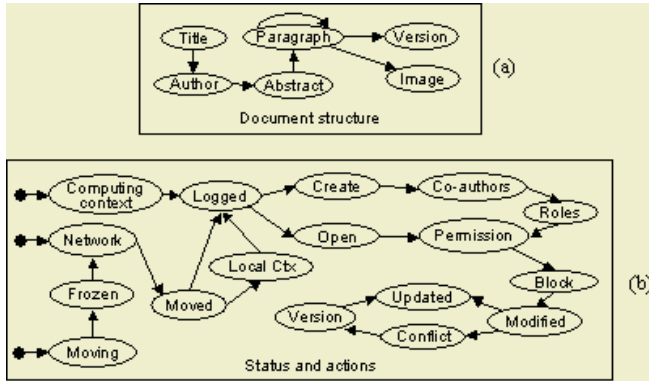 Title
Paragraph
Version
Author
Abstract
Image
(a)
Document structure
Computing
context
Logged
Create
Co-authors
Roles
Network
Open
Permission
Local Ctx
Frozen
Moved
Block
(b)
Version
Updated
Modified
Conflict
Moving
Status and actions